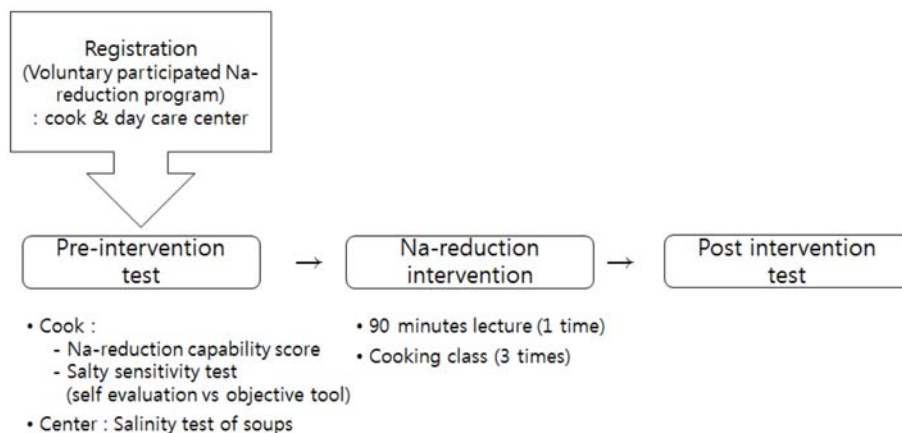 Registration
(Voluntary participated Na-
reduction program)
: cook & day care center
Pre-intervention
test
→
Na-reduction
intervention
→
Post intervention
test
• Cook :
- Na-reduction capability score
- Salty sensitivity test
(self evaluation vs objective tool)
• Center : Salinity test of soups
• 90 minutes lecture (1 time)
• Cooking class (3 times)